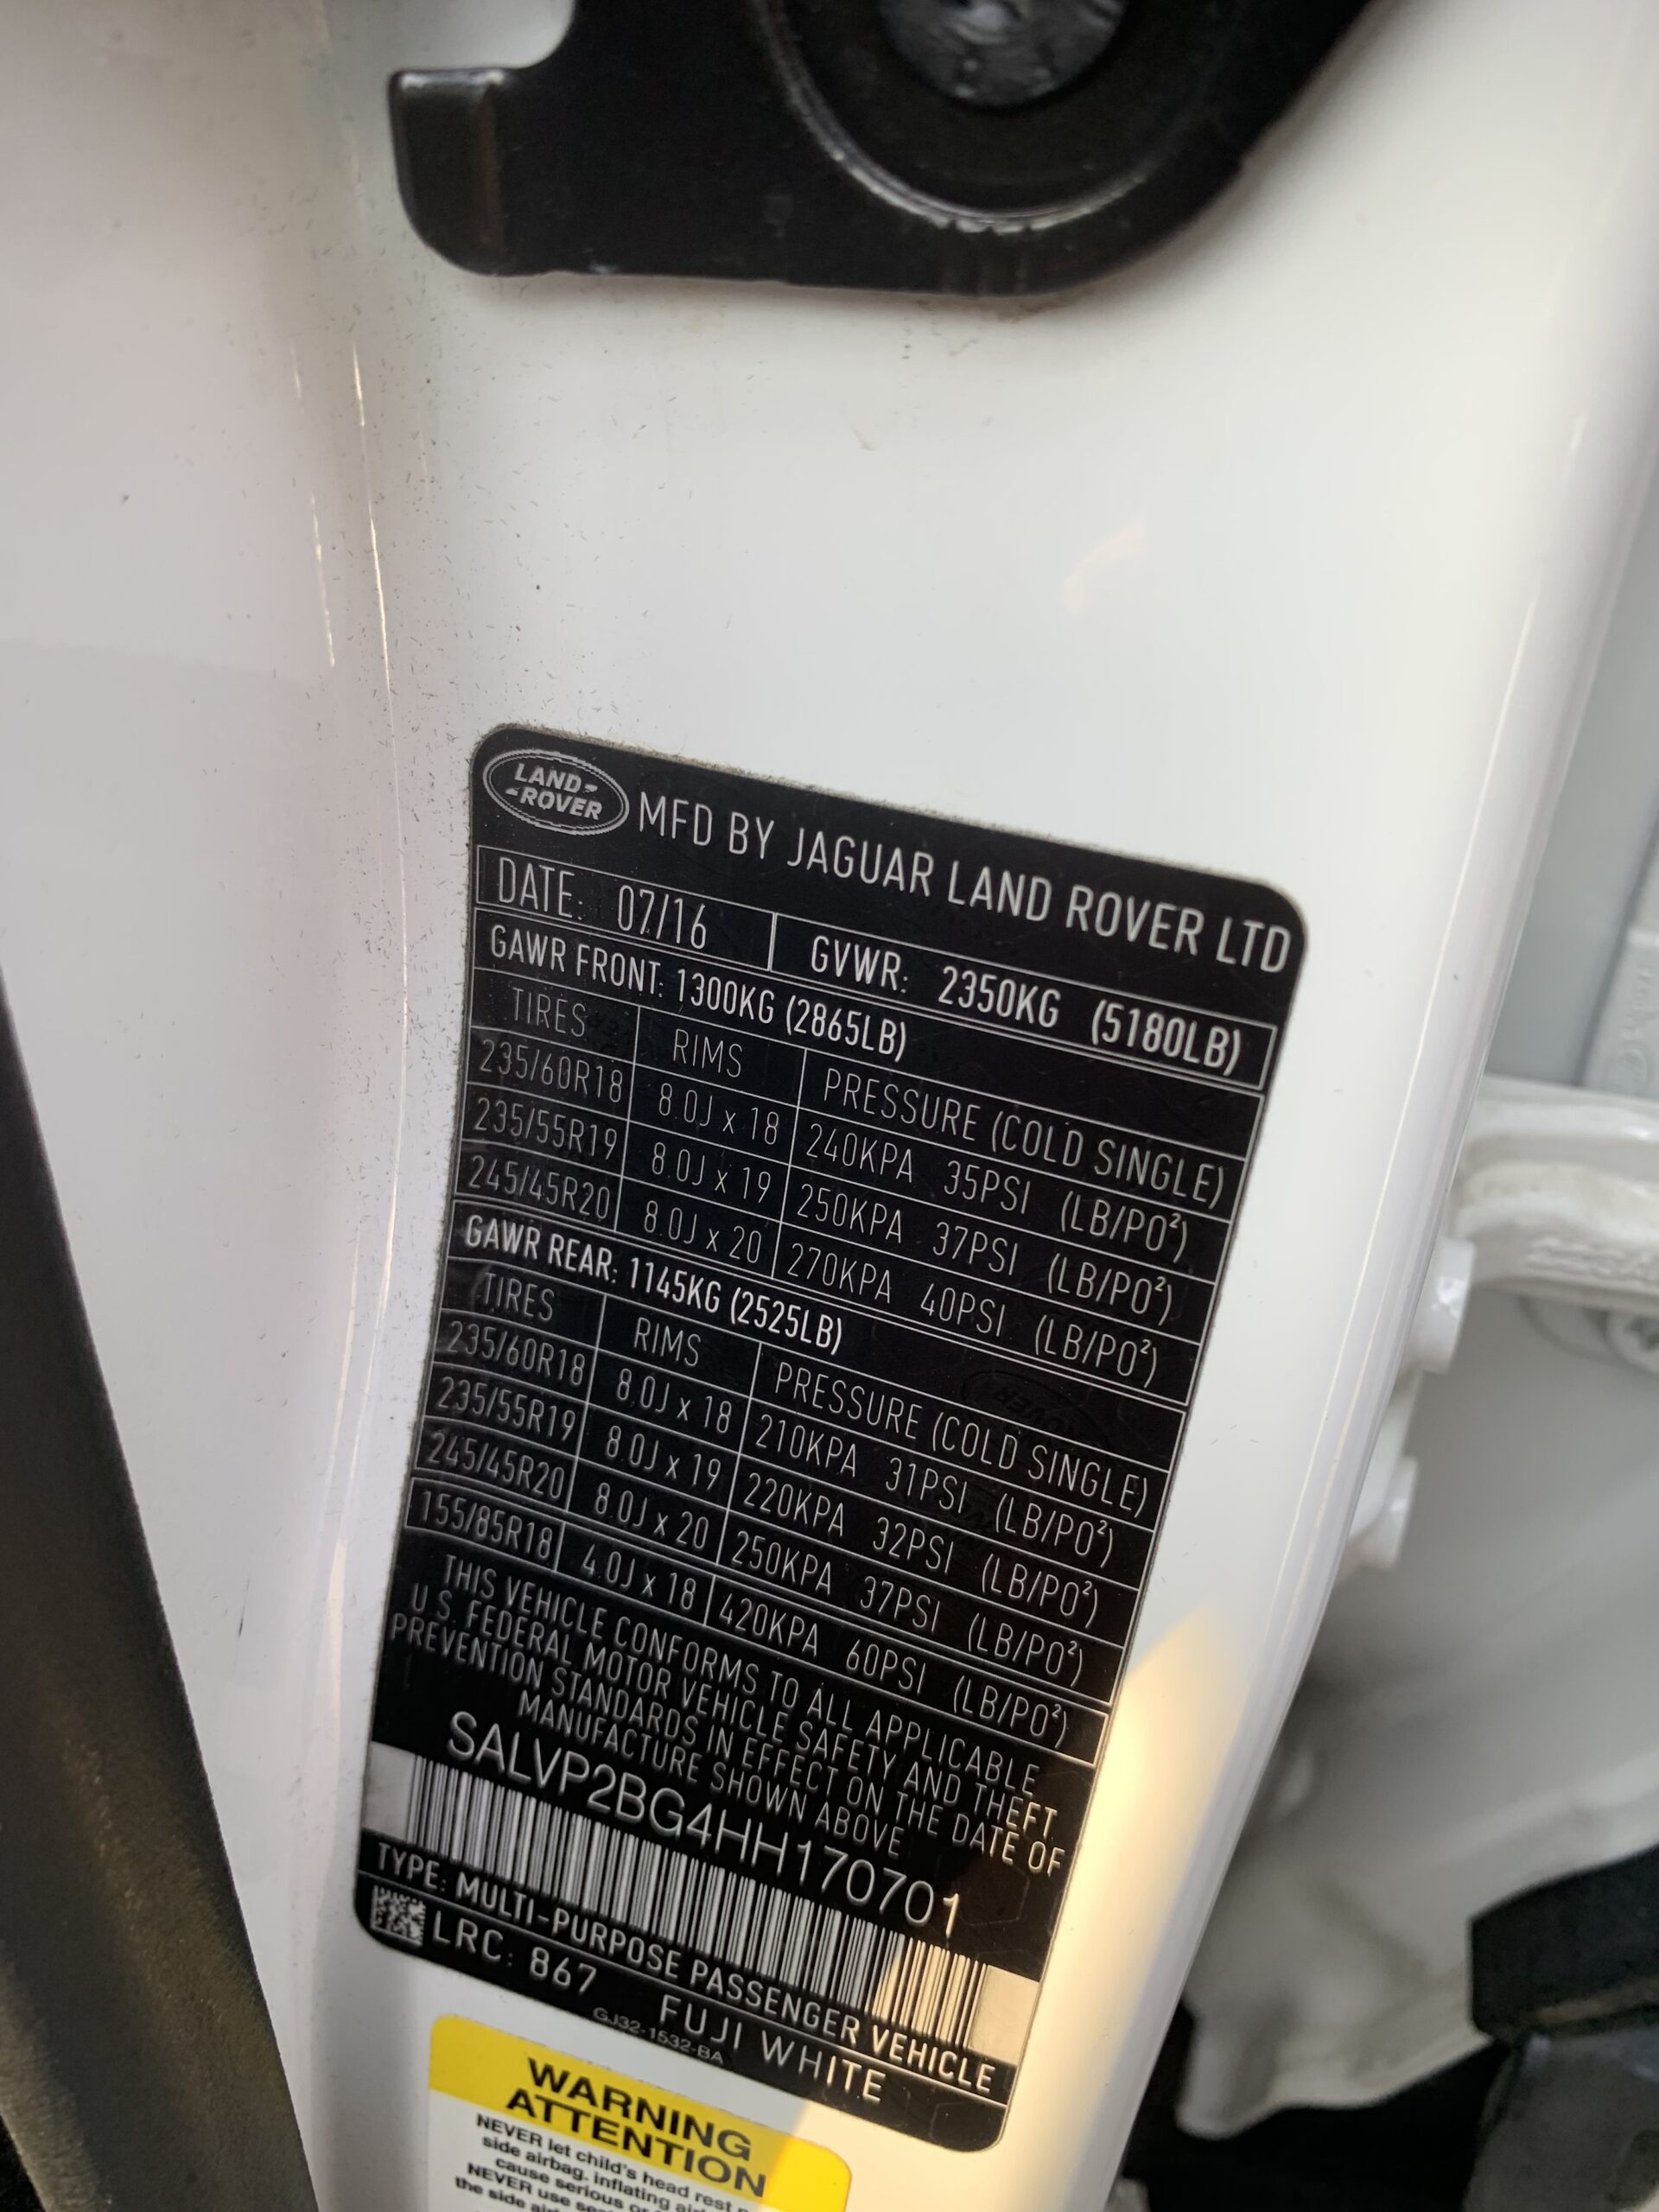 LAND
ROVER
MFD BY JAGUAR LAND ROVER LTD
DATE: 07/16 GVWR: 2350KG (5180LB)
GAWR FRONT: 1300KG (2865LB)
TIRES RIMS PRESSURE (COLD SINGLE)
235/60R18 8.0J x 18 240KPA 35PSI (LB/PO²)
235/55R19 8.0J x 19 250KPA 37PSI (LB/PO²)
245/45R20 8.0J x 20 270KPA 40PSI (LB/PO²)
GAWR REAR: 1145KG (2525LB)
TIRES RIMS PRESSURE (COLD SINGLE)
235/60R18 8.0J x 18 210KPA 31PSI (LB/PO²)
235/55R19 8.0J x 19 220KPA 32PSI (LB/PO²)
245/45R20 8.0J x 20 250KPA 37PSI (LB/PO²)
155/85R18 4.0J x 18 420KPA 60PSI (LB/PO²)
THIS VEHICLE CONFORMS TO ALL APPLICABLE
U.S. FEDERAL MOTOR VEHICLE SAFETY AND THEFT
PREVENTION STANDARDS IN EFFECT ON THE DATE OF
MANUFACTURE SHOWN ABOVE
SALVP2BG4HH170701
TYPE: MULTI-PURPOSE PASSENGER VEHICLE
LRC: 867 FUJI WHITE
GJ32-1532-BA
WARNING
ATTENTION
NEVER let child's head rest
side airbag. inflating
cause serious
NEVER use
the side